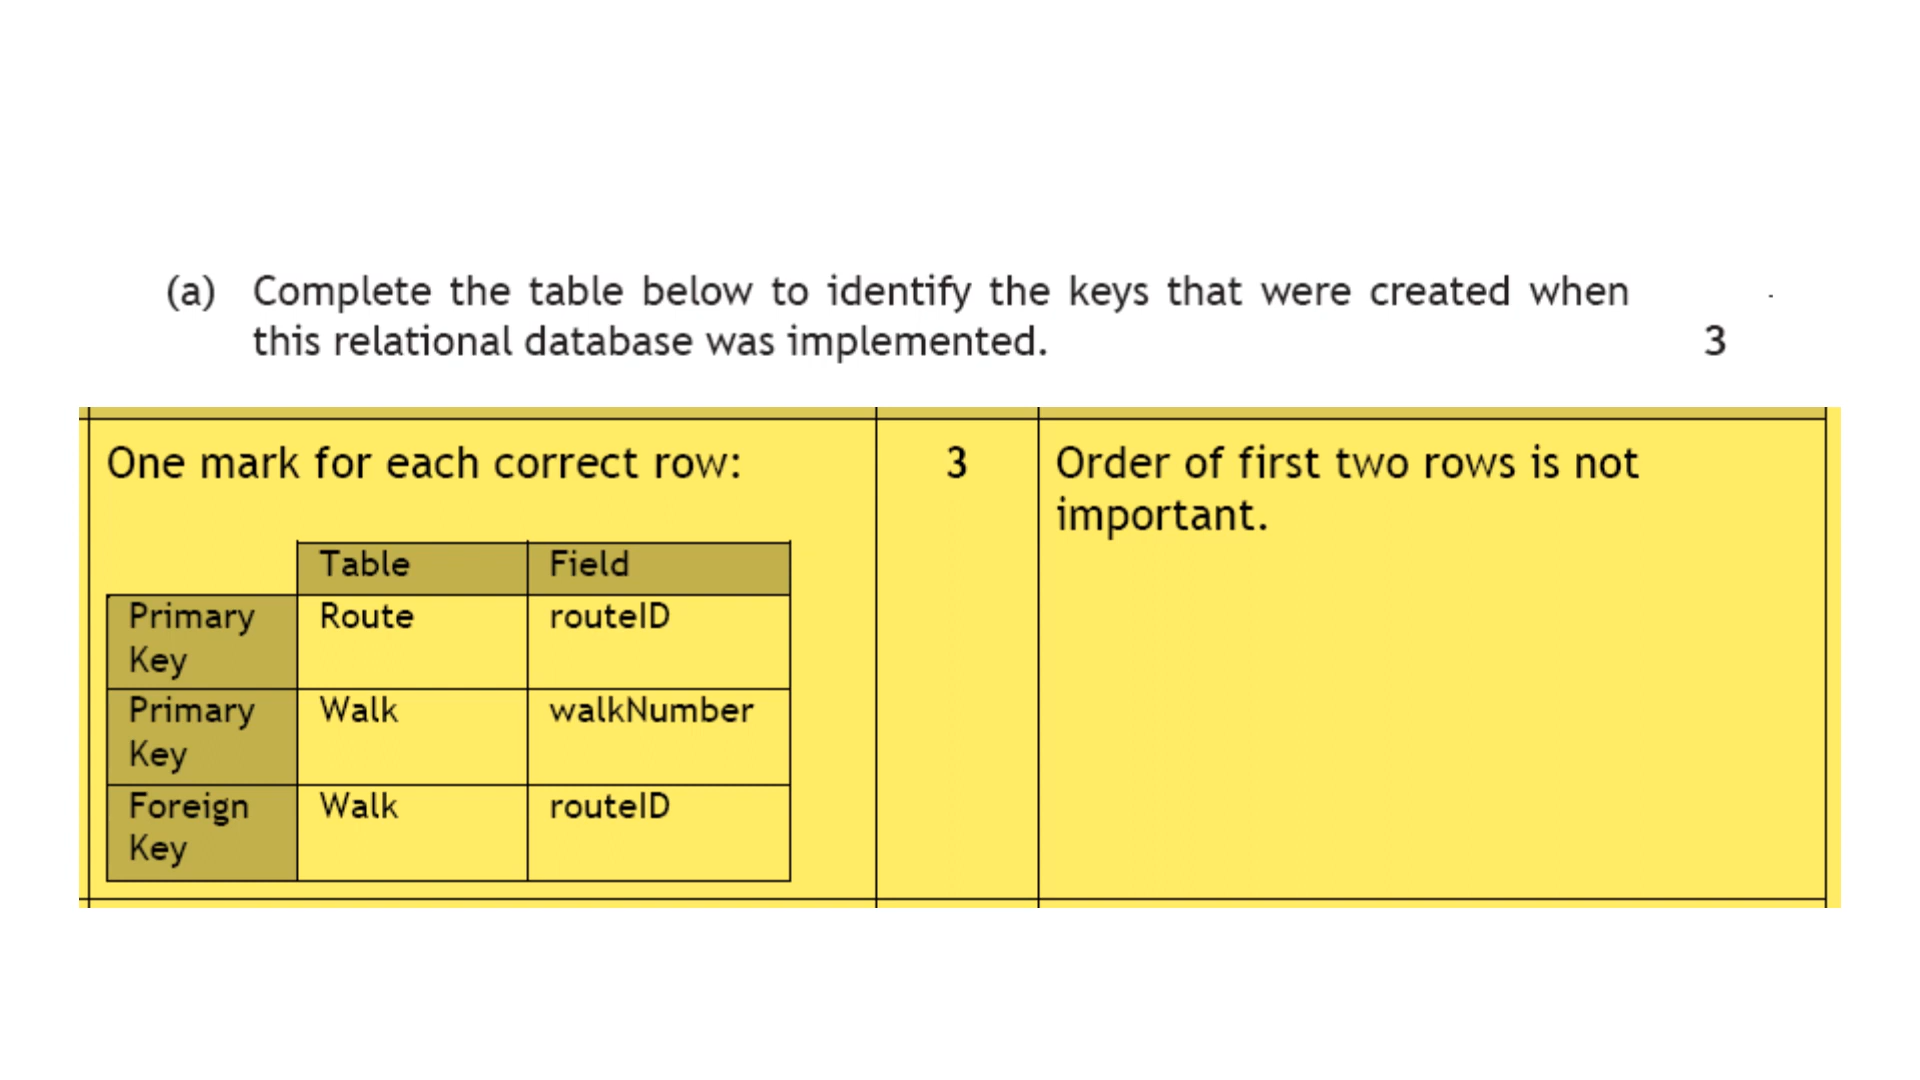 (a) Complete the table below to identify the keys that were created when
this relational database was implemented. 3
One mark for each correct row: 3 Order of first two rows is not
important.
Table Field
Primary Key Route routeID
Primary Key Walk walkNumber
Foreign Key Walk routeID